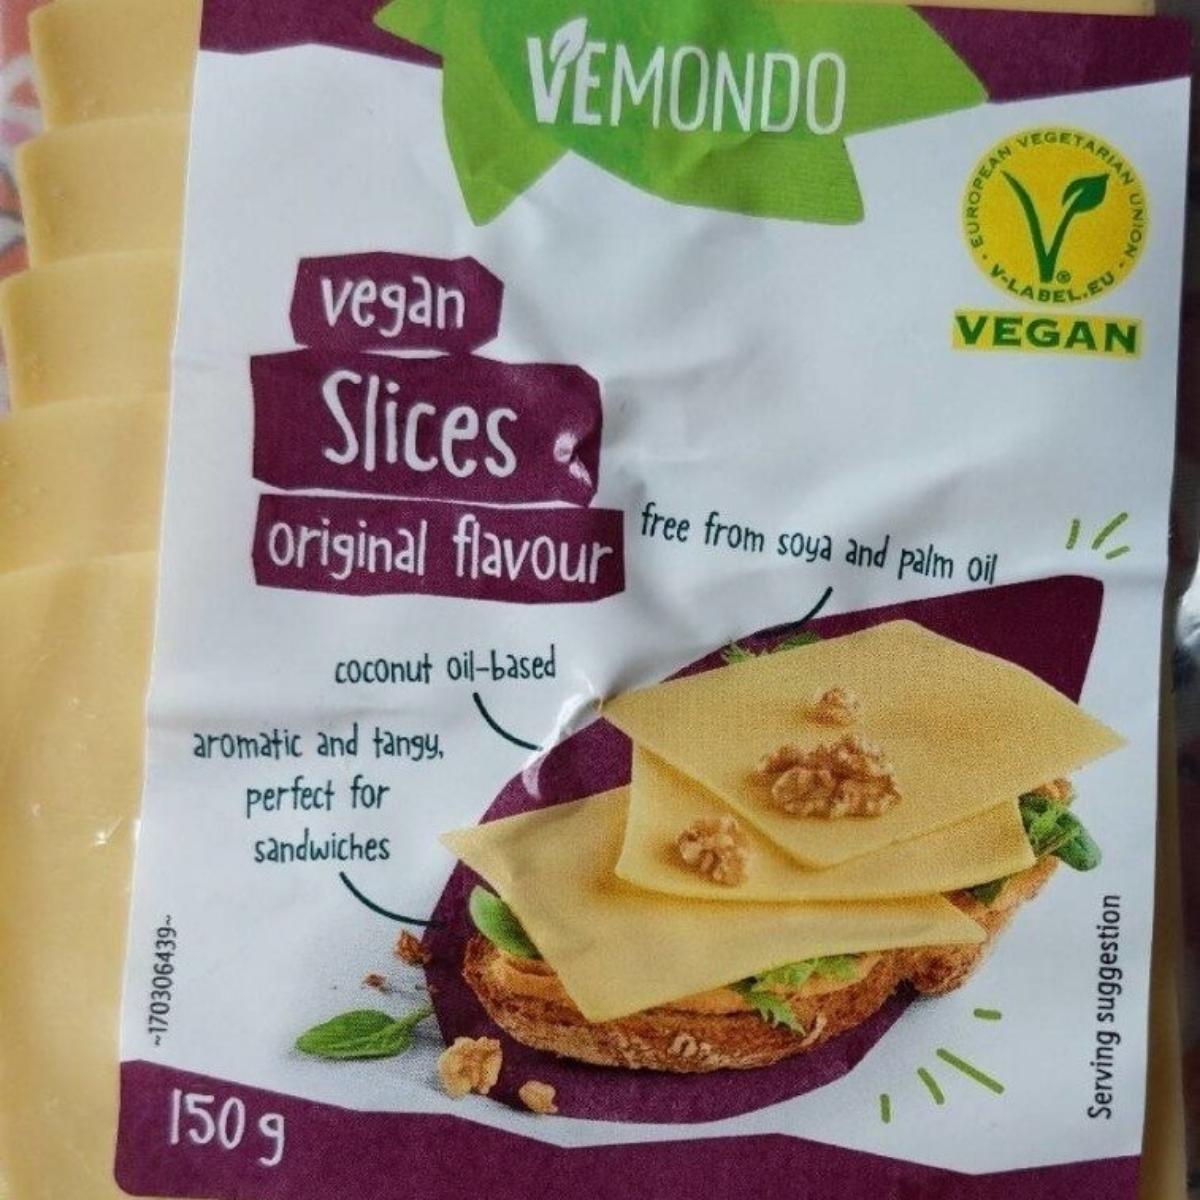 VEMONDO
EUROPEAN VEGETARIAN UNION
V-LABEL.EU
®
VEGAN
vegan
Slices
original flavour
free from soya and palm oil
coconut oil-based
aromatic and tangy,
perfect for
sandwiches
~170306439~
Serving suggestion
150 g